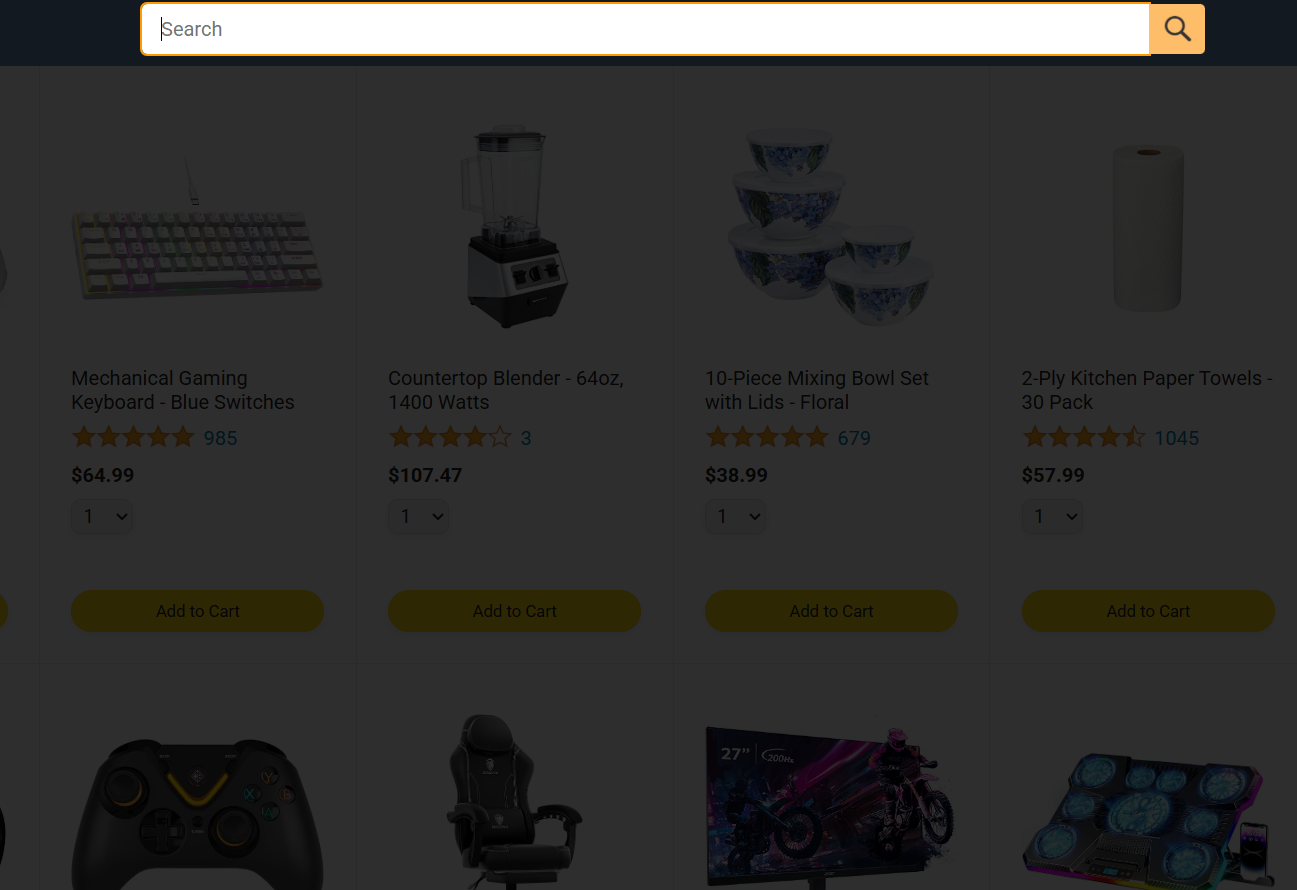 Search
Mechanical Gaming
Keyboard - Blue Switches
985
$64.99
1
Add to Cart
Countertop Blender - 64oz,
1400 Watts
3
$107.47
1
Add to Cart
10-Piece Mixing Bowl Set
with Lids - Floral
679
$38.99
1
Add to Cart
2-Ply Kitchen Paper Towels -
30 Pack
1045
$57.99
1
Add to Cart
Y
X
B
A
27”
200Hz